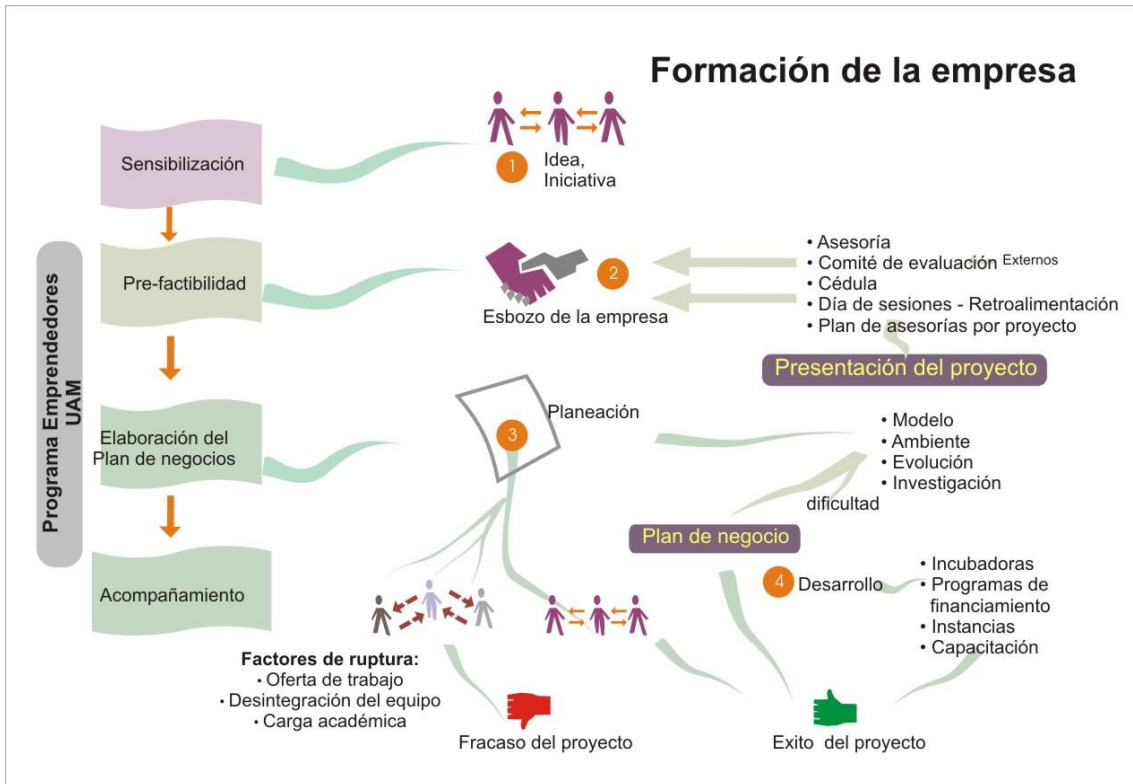 Formación de la empresa
Sensibilización
1
Idea,
Iniciativa
Programa Emprendedores
UAM
Pre-factibilidad
2
Esbozo de la empresa
• Asesoría
• Comité de evaluación Externos
• Cédula
• Día de sesiones - Retroalimentación
• Plan de asesorías por proyecto
Presentación del proyecto
Elaboración del
Plan de negocios
3
Planeación
• Modelo
• Ambiente
• Evolución
• Investigación
dificultad
Plan de negocio
Acompañamiento
4
Desarrollo
• Incubadoras
• Programas de
financiamiento
• Instancias
• Capacitación
Factores de ruptura:
• Oferta de trabajo
• Desintegración del equipo
• Carga académica
Fracaso del proyecto
Exito del proyecto